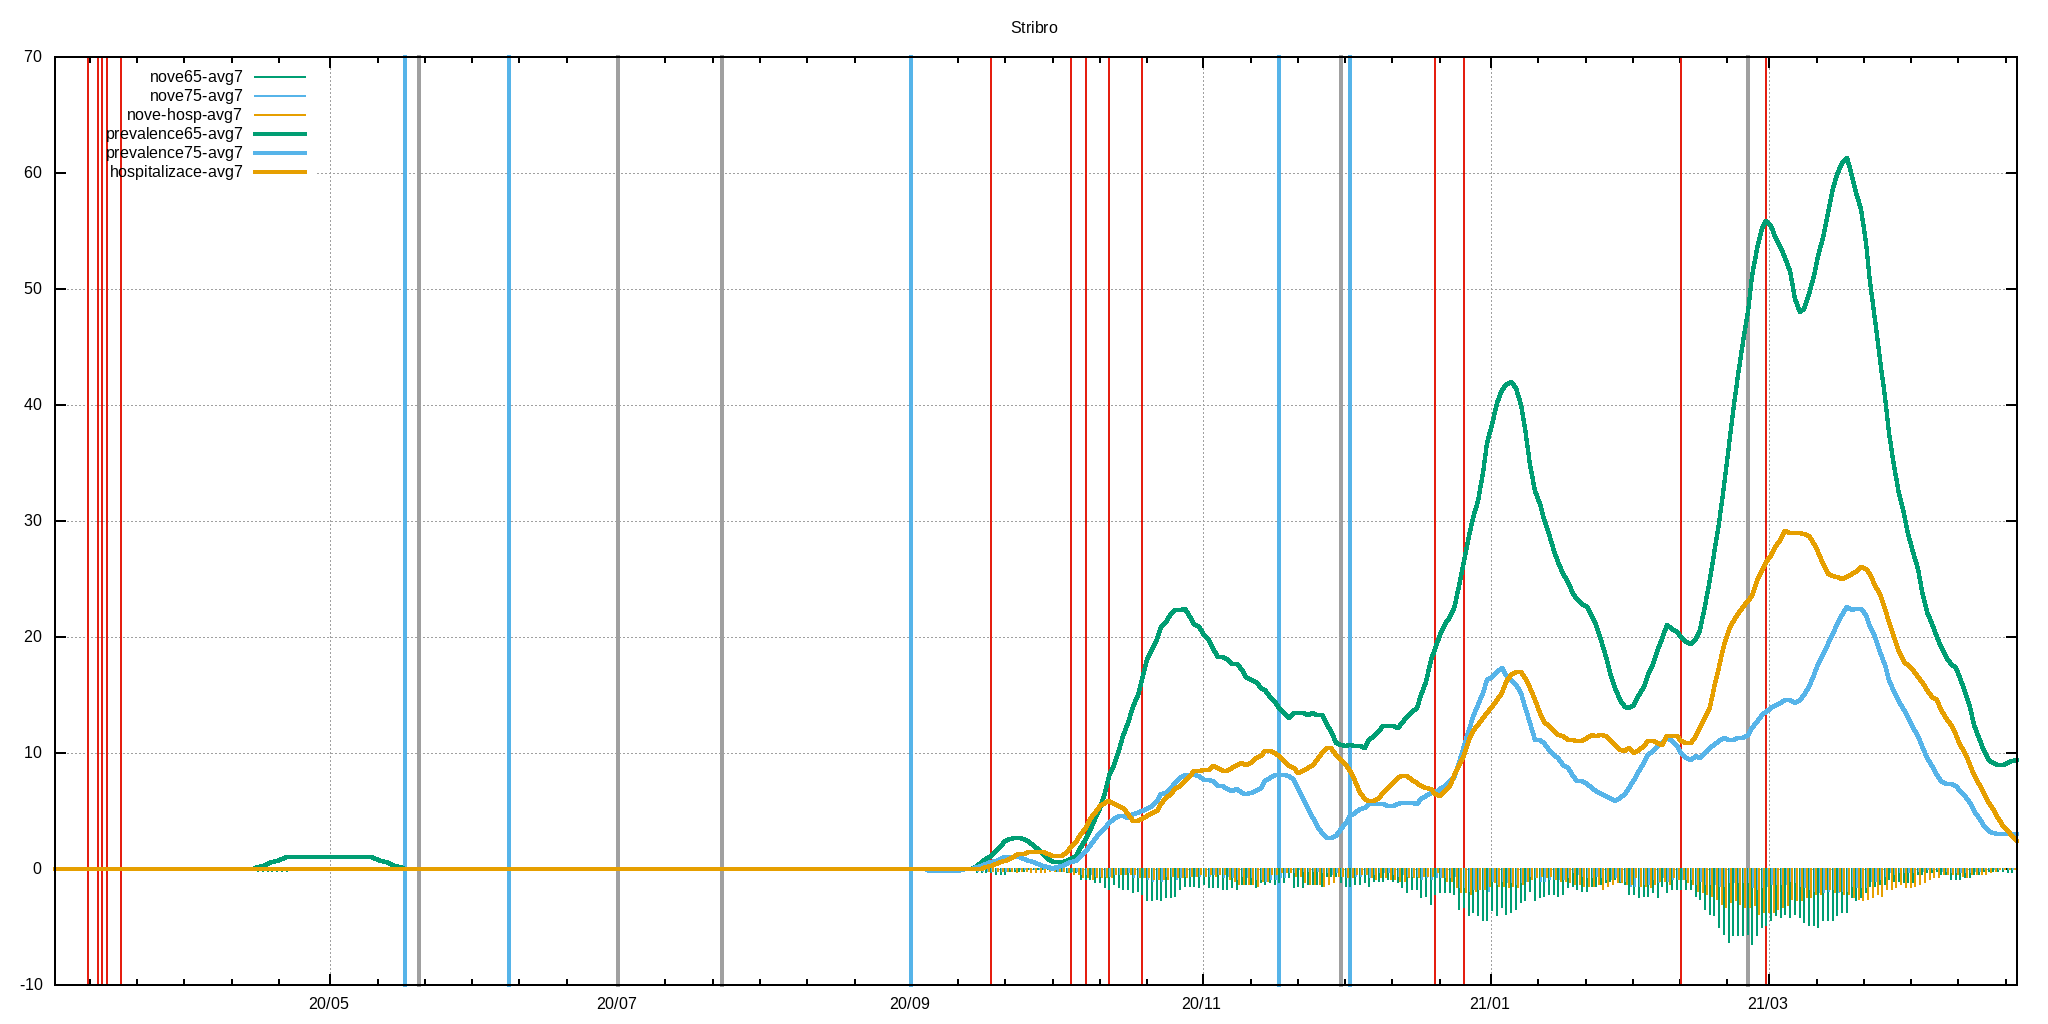 Stribro
70
60
50
40
30
20
10
0
-10
nove65-avg7
nove75-avg7
nove-hosp-avg7
prevalence65-avg7
prevalence75-avg7
hospitalizace-avg7
20/05 20/07 20/09 20/11 21/01 21/03